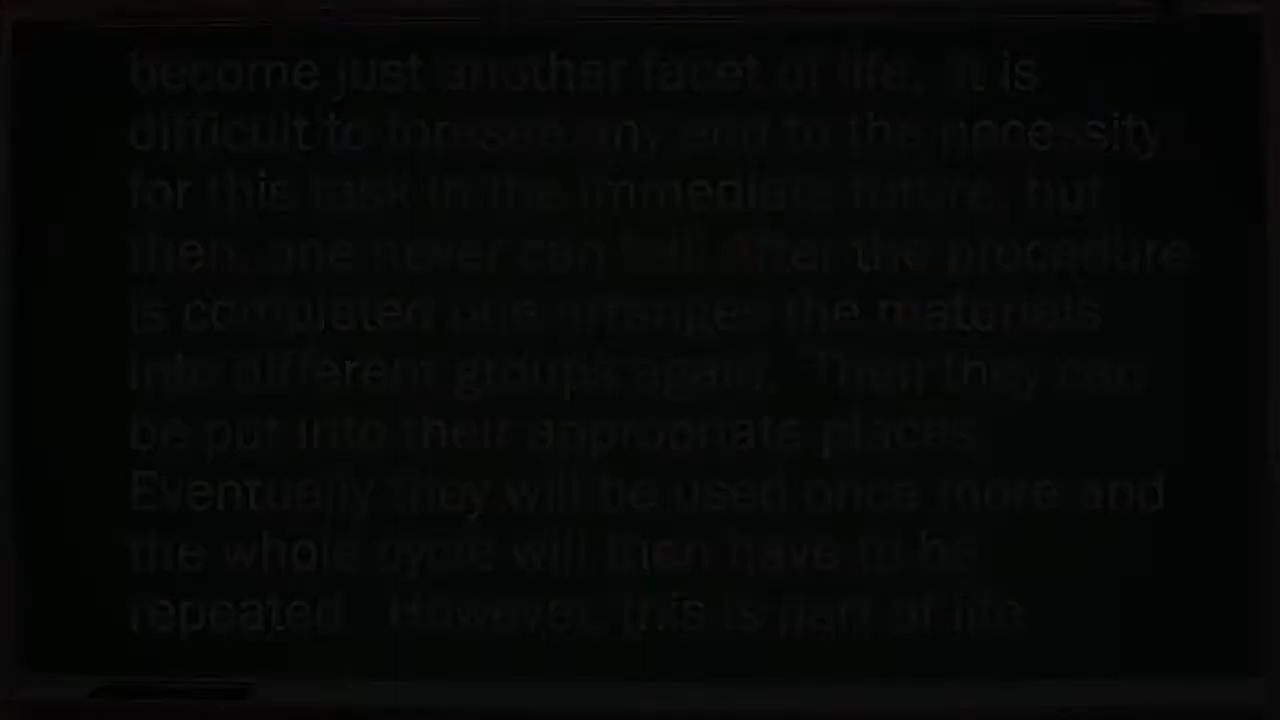 become just another facet of life. It is
difficult to foresee any end to the necessity
for this task in the immediate future, but
then, one never can tell. After the procedure
is completed one arranges the materials
into different groups again. Then they can
be put into their appropriate places.
Eventually they will be used once more and
the whole cycle will then have to be
repeated. However, this is part of life.